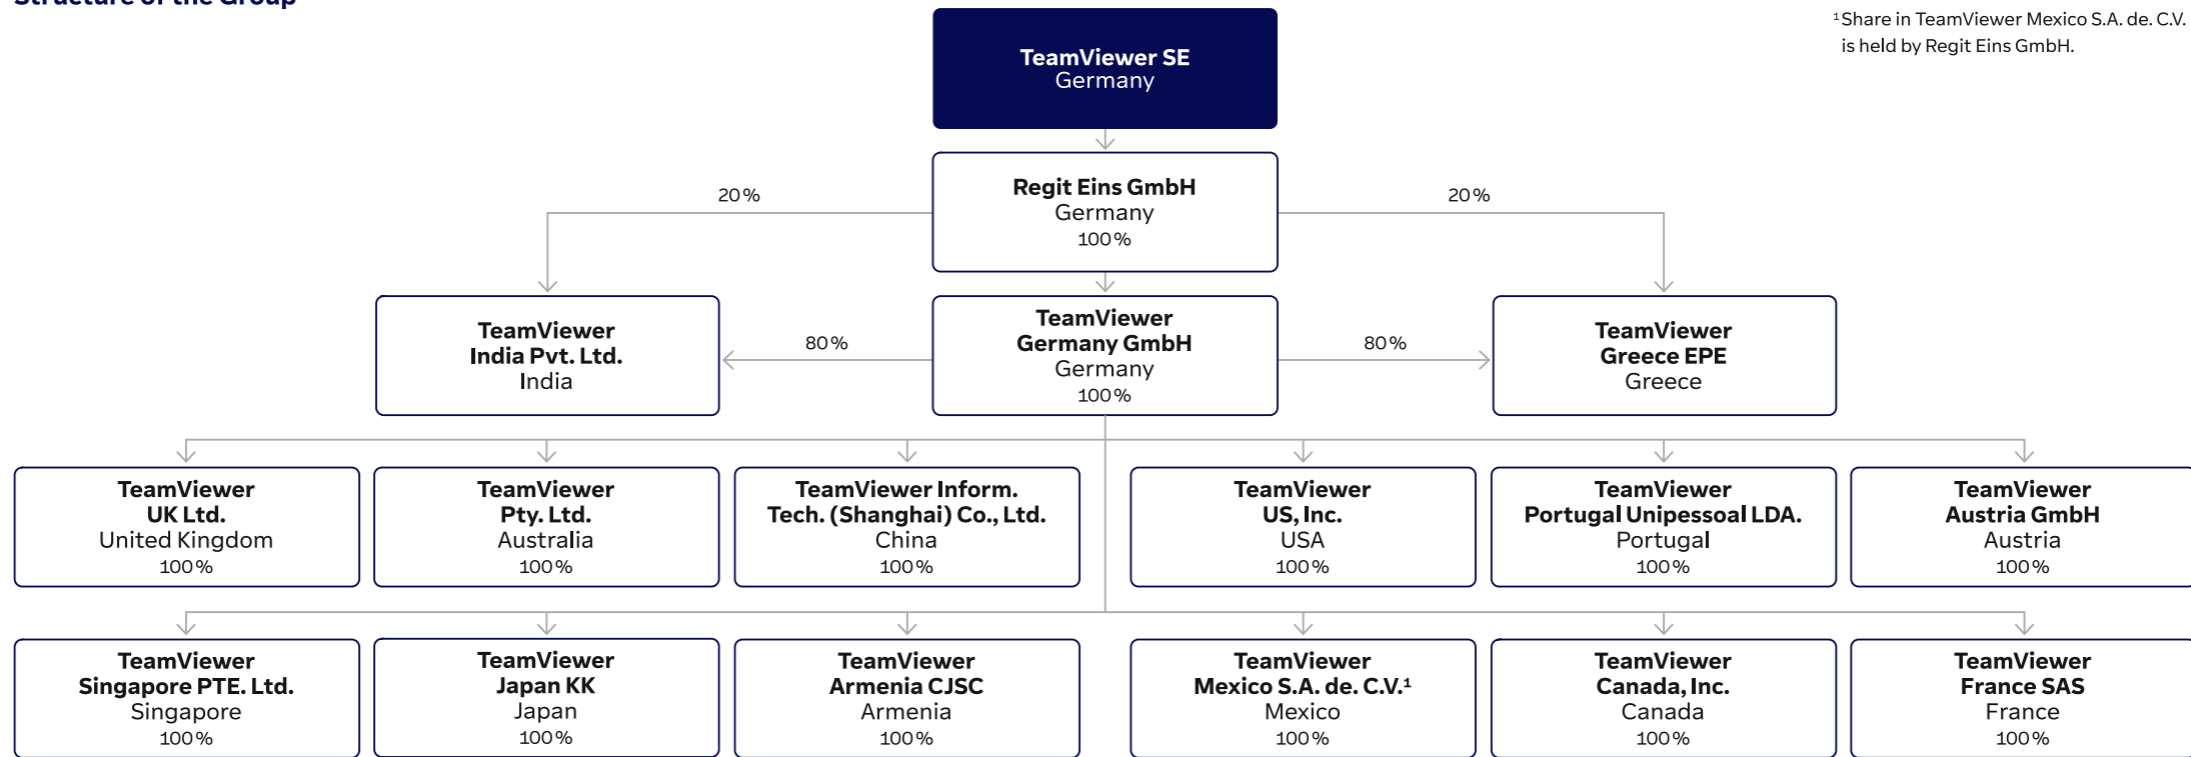 Structure of the Group
¹Share in TeamViewer Mexico S.A. de. C.V.
is held by Regit Eins GmbH.
TeamViewer SE
Germany
Regit Eins GmbH
Germany
100 %
20 %
20 %
TeamViewer
India Pvt. Ltd.
India
80 %
TeamViewer
Germany GmbH
Germany
100 %
80 %
TeamViewer
Greece EPE
Greece
TeamViewer
UK Ltd.
United Kingdom
100 %
TeamViewer
Pty. Ltd.
Australia
100 %
TeamViewer Inform.
Tech. (Shanghai) Co., Ltd.
China
100 %
TeamViewer
US, Inc.
USA
100 %
TeamViewer
Portugal Unipessoal LDA.
Portugal
100 %
TeamViewer
Austria GmbH
Austria
100 %
TeamViewer
Singapore PTE. Ltd.
Singapore
100 %
TeamViewer
Japan KK
Japan
100 %
TeamViewer
Armenia CJSC
Armenia
100 %
TeamViewer
Mexico S.A. de. C.V.¹
Mexico
100 %
TeamViewer
Canada, Inc.
Canada
100 %
TeamViewer
France SAS
France
100 %